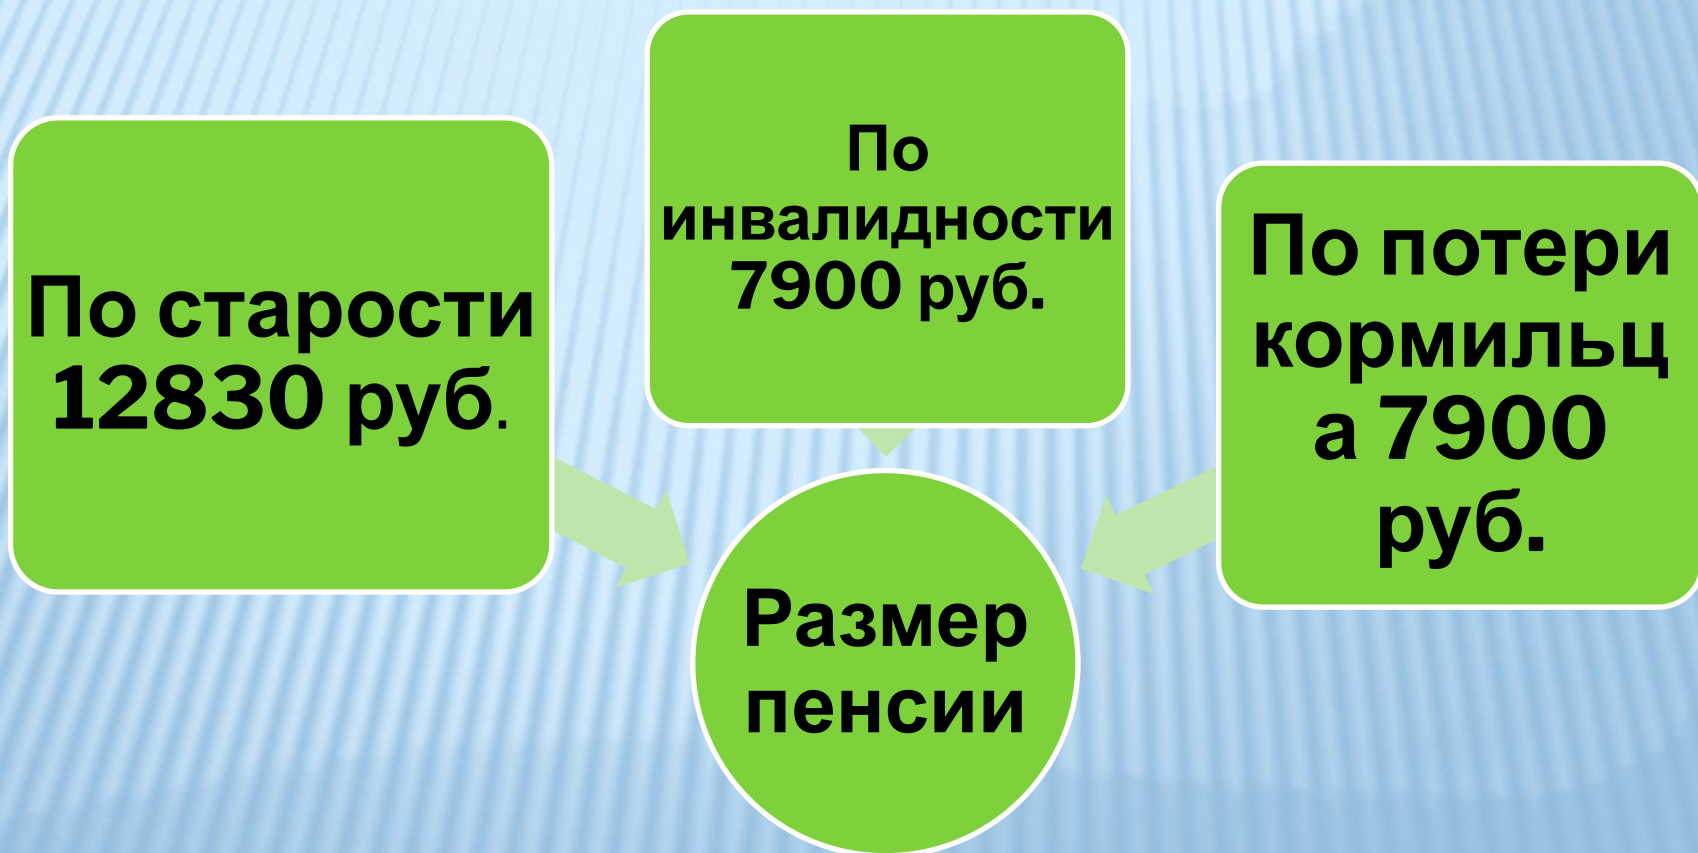 По старости
12830 руб.
По
инвалидности
7900 руб.
По потери
кормильц
а 7900
руб.
Размер
пенсии